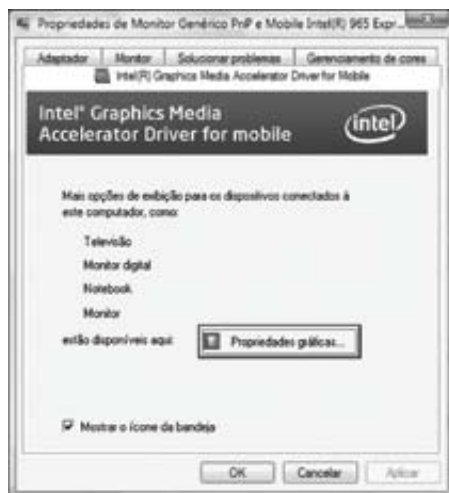 Propriedades de Monitor Genérico PnP e Mobile Intel(R) 965 Expr...
Adaptador Monitor Solucionar problemas Gerenciamento de cores
Intel(R) Graphics Media Accelerator Driver for Mobile
Intel® Graphics Media
Accelerator Driver for mobile
intel
Mais opções de exibição para os dispositivos conectados à
este computador, como:
Televisão
Monitor digital
Notebook
Monitor
estão disponíveis aqui:
Propriedades gráficas...
Mostrar o ícone da bandeja
OK Cancelar Aplicar